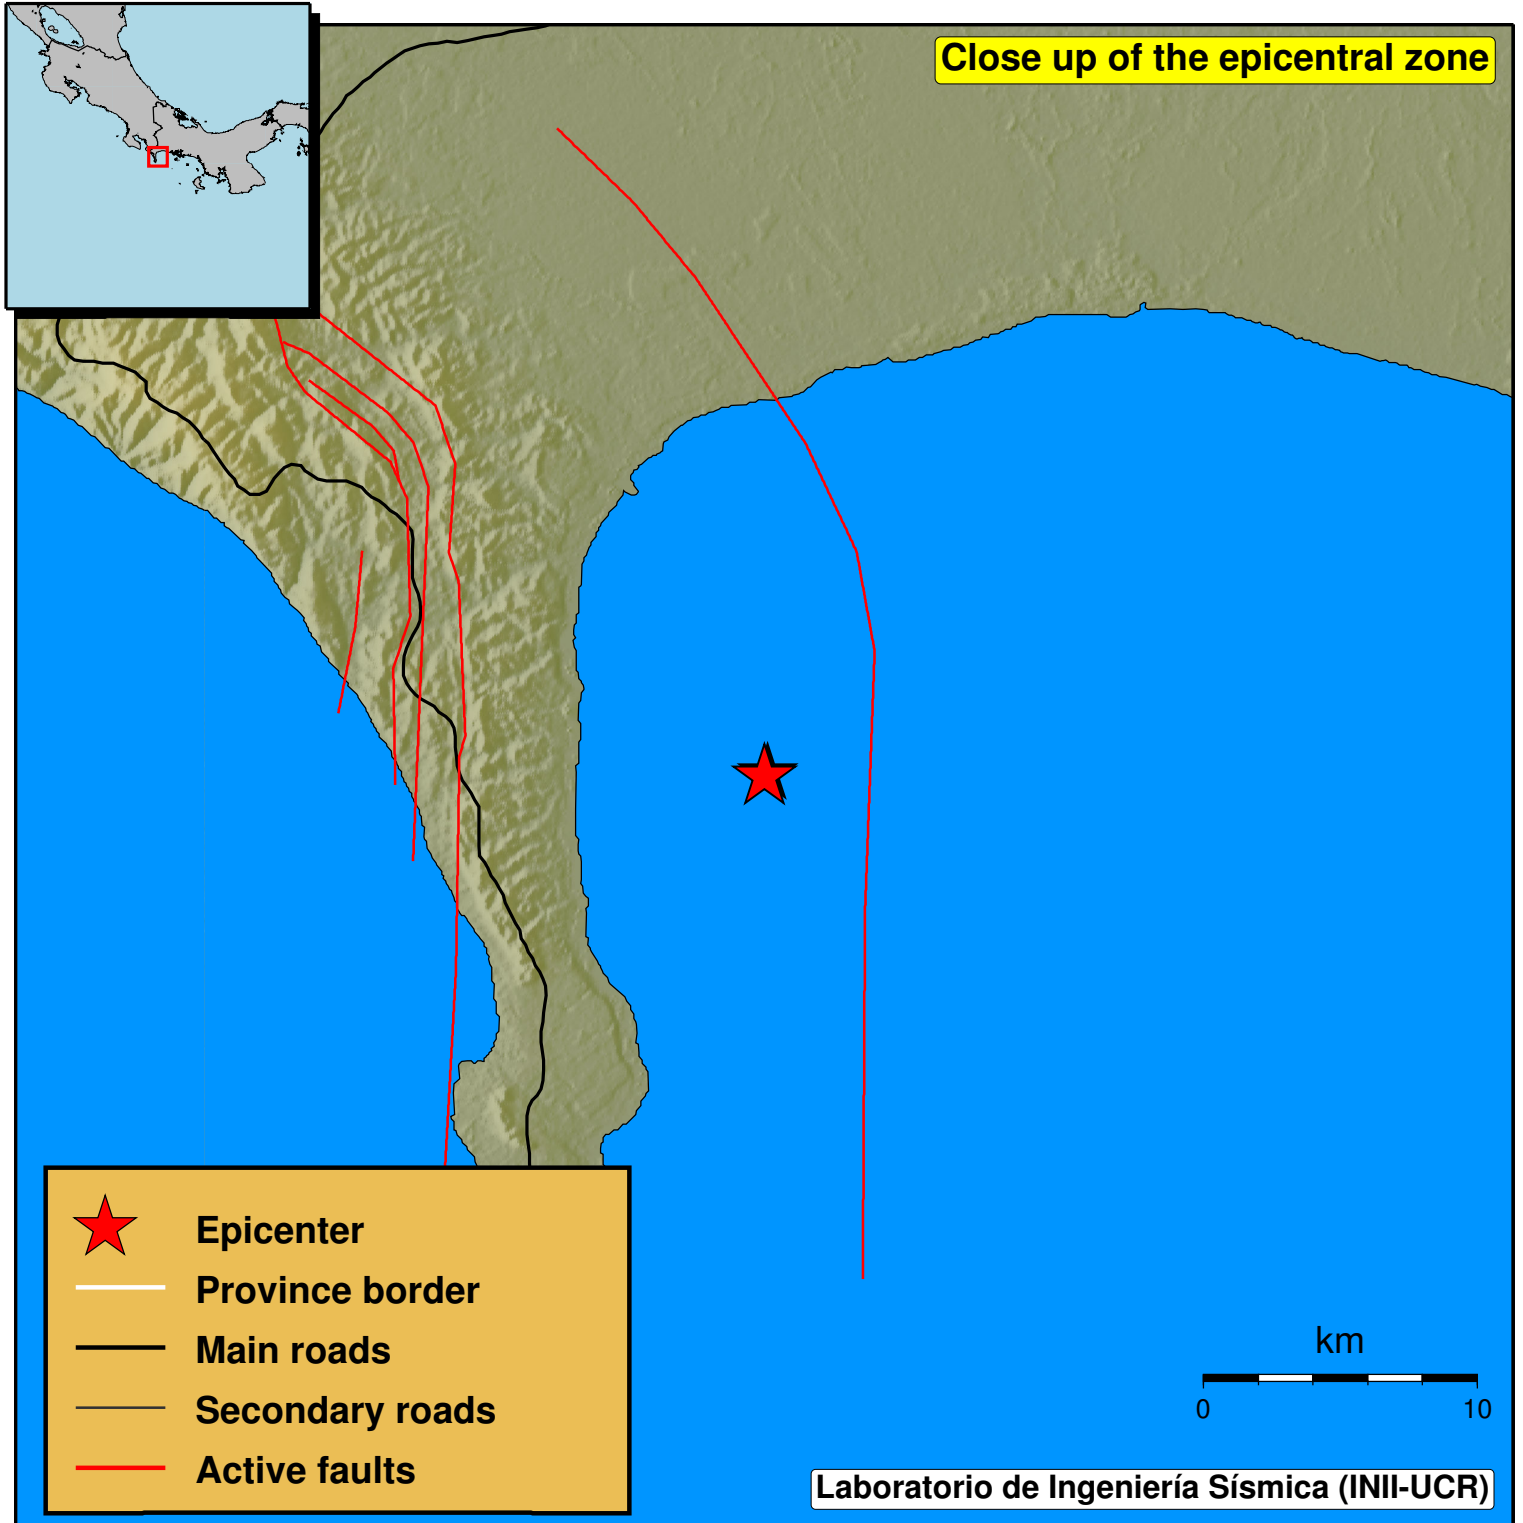 Close up of the epicentral zone
Epicenter
Province border
Main roads
Secondary roads
Active faults
km
0 10
Laboratorio de Ingeniería Sísmica (INII-UCR)